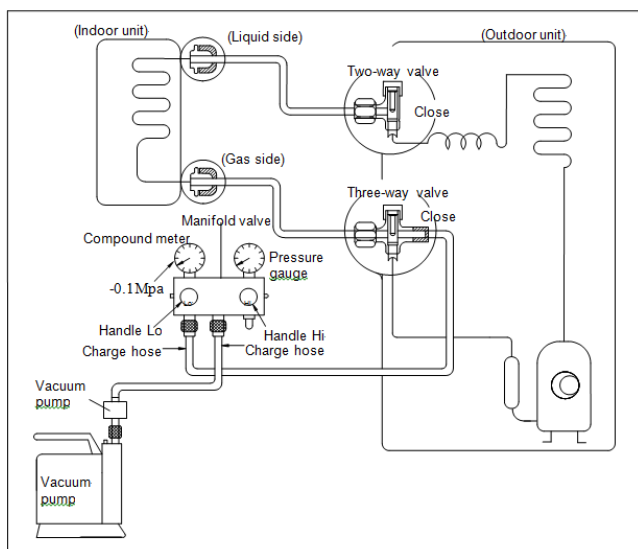 (Indoor unit)
(Liquid side)
(Outdoor unit)
Two-way valve
Close
(Gas side)
Three-way valve
Close
Manifold valve
Compound meter
Pressure
gauge
-0.1Mpa
Handle Lo
Handle Hi
Charge hose
Charge hose
Vacuum
pump
Vacuum
pump